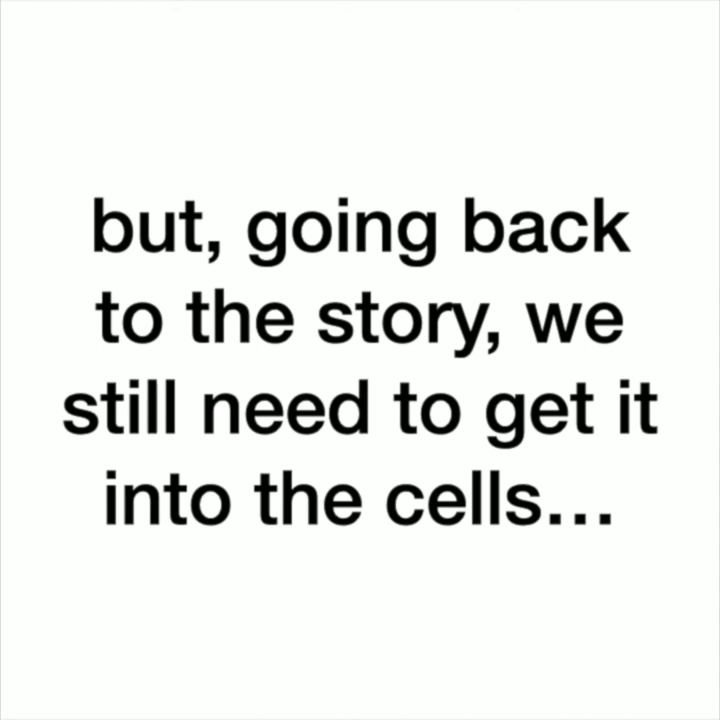 but, going back
to the story, we
still need to get it
into the cells…